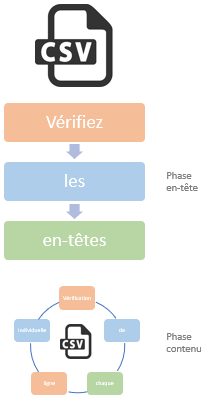 CSV
Vérifiez
les
Phase
en-tête
en-têtes
Vérification
individuelle
de
CSV
Phase
contenu
ligne
chaque